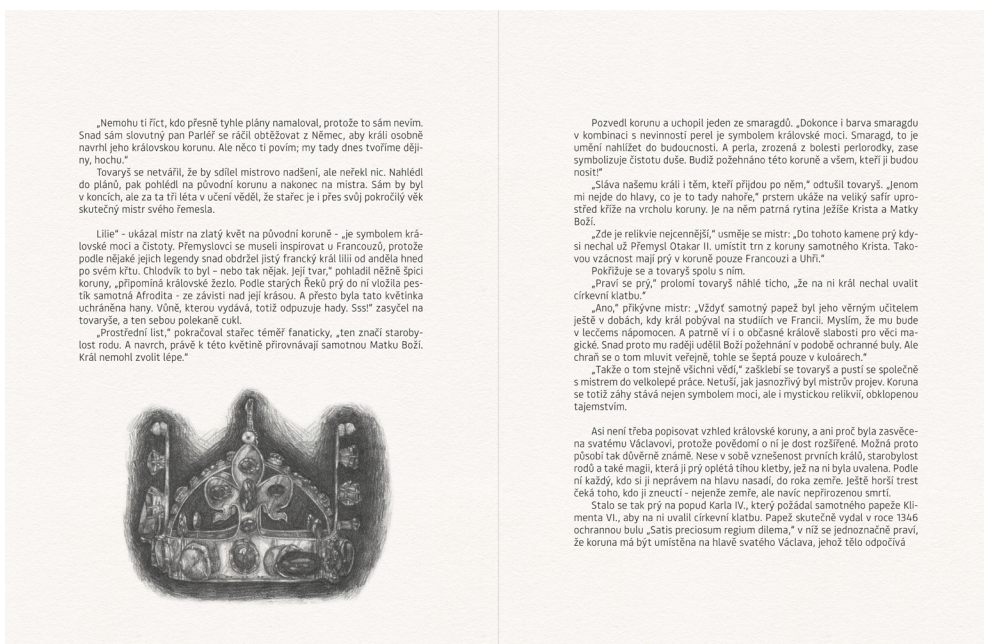 „Nemohu ti říct, kdo přesně tyhle plány namaloval, protože to sám nevím.
Snad sám slovutný pan Parléř se ráčil obtěžovat z Němec, aby králi osobně
navrhl jeho královskou korunu. Ale něco ti povím; my tady dnes tvoříme ději-
ny, hochu.“
Tovaryš se netvářil, že by sdílel mistrovo nadšení, ale neřekl nic. Nahlédl
do plánů, pak pohlédl na původní korunu a nakonec na mistra. Sám by byl
v koncích, ale za ta tři léta v učení věděl, že stařec je i přes svůj pokročilý věk
skutečný mistr svého řemesla.
Lilie“ - ukázal mistr na zlatý květ na původní koruně - „je symbolem krá-
lovské moci a čistoty. Přemyslovci se museli inspirovat u Francouzů, protože
podle nějaké jejich legendy snad obdržel jistý francký král lilii od anděla hned
po svém křtu. Chlodvík to byl – nebo tak nějak. Její tvar,“ pohladil něžně špici
koruny, „připomíná královské žezlo. Podle starých Řeků prý do ní vložila pes-
tík samotná Afrodita - ze závisti nad její krásou. A přesto byla tato květinka
uchráněna hany. Vůně, kterou vydává, totiž odpuzuje hady. Sss!“ zasyčel na
tovaryše, a ten sebou polekaně cukl.
„Prostřední list,“ pokračoval stařec téměř fanaticky, „ten značí staroby-
lost rodu. A navrch, právě k této květině přirovnávají samotnou Matku Boží.
Král nemohl zvolit lépe.“
Pozvedl korunu a uchopil jeden ze smaragdů. „Dokonce i barva smaragdu
v kombinaci s nevinností perel je symbolem královské moci. Smaragd, to je
umění nahlížet do budoucnosti. A perla, zrozená z bolesti perlorodky, zase
symbolizuje čistotu duše. Budiž požehnáno této koruně a všem, kteří ji budou
nosit!“
„Sláva našemu králi i těm, kteří přijdou po něm,“ odtušil tovaryš. „Jenom
mi nejde do hlavy, co je to tady nahoře,“ prstem ukáže na veliký safír upro-
střed kříže na vrcholu koruny. Je na něm patrná rytina Ježíše Krista a Matky
Boží.
„Zde je relikvie nejcennější,“ usměje se mistr: „Do tohoto kamene prý kdy-
si nechal už Přemysl Otakar II. umístit trn z koruny samotného Krista. Tako-
vou vzácnost mají prý v koruně pouze Francouzi a Uhři.“
Pokřižuje se a tovaryš spolu s ním.
„Praví se prý,“ prolomí tovaryš náhlé ticho, „že na ni král nechal uvalit
církevní klatbu.“
„Ano,“ přikývne mistr: „Vždyť samotný papež byl jeho věrným učitelem
ještě v dobách, kdy král pobýval na studiích ve Francii. Myslím, že mu bude
v lecčems nápomocen. A patrně ví i o občasné králově slabosti pro věci ma-
gické. Snad proto mu raději udělil Boží požehnání v podobě ochranné buly. Ale
chraň se o tom mluvit veřejně, tohle se šeptá pouze v kuloárech.“
„Takže o tom stejně všichni vědí,“ zašklebí se tovaryš a pustí se společně
s mistrem do velkolepé práce. Netuší, jak jasnozřivý byl mistrův projev. Koruna
se totiž záhy stává nejen symbolem moci, ale i mystickou relikvií, obklopenou
tajemstvím.
Asi není třeba popisovat vzhled královské koruny, a ani proč byla zasvěce-
na svatému Václavovi, protože povědomí o ní je dost rozšířené. Možná proto
působí tak důvěrně známě. Nese v sobě vznešenost prvních králů, starobylost
rodů a také magii, která ji prý oplétá tíhou kletby, jež na ni byla uvalena. Podle
ní každý, kdo si ji neprávem na hlavu nasadí, do roka zemře. Ještě horší trest
čeká toho, kdo ji zneuctí - nejenže zemře, ale navíc nepřirozenou smrtí.
Stalo se tak prý na popud Karla IV., který požádal samotného papeže Kli-
menta VI., aby na ni uvalil církevní klatbu. Papež skutečně vydal v roce 1346
ochrannou bulu „Satis preciosum regium dilema,“ v níž se jednoznačně praví,
že koruna má být umístěna na hlavě svatého Václava, jehož tělo odpočívá